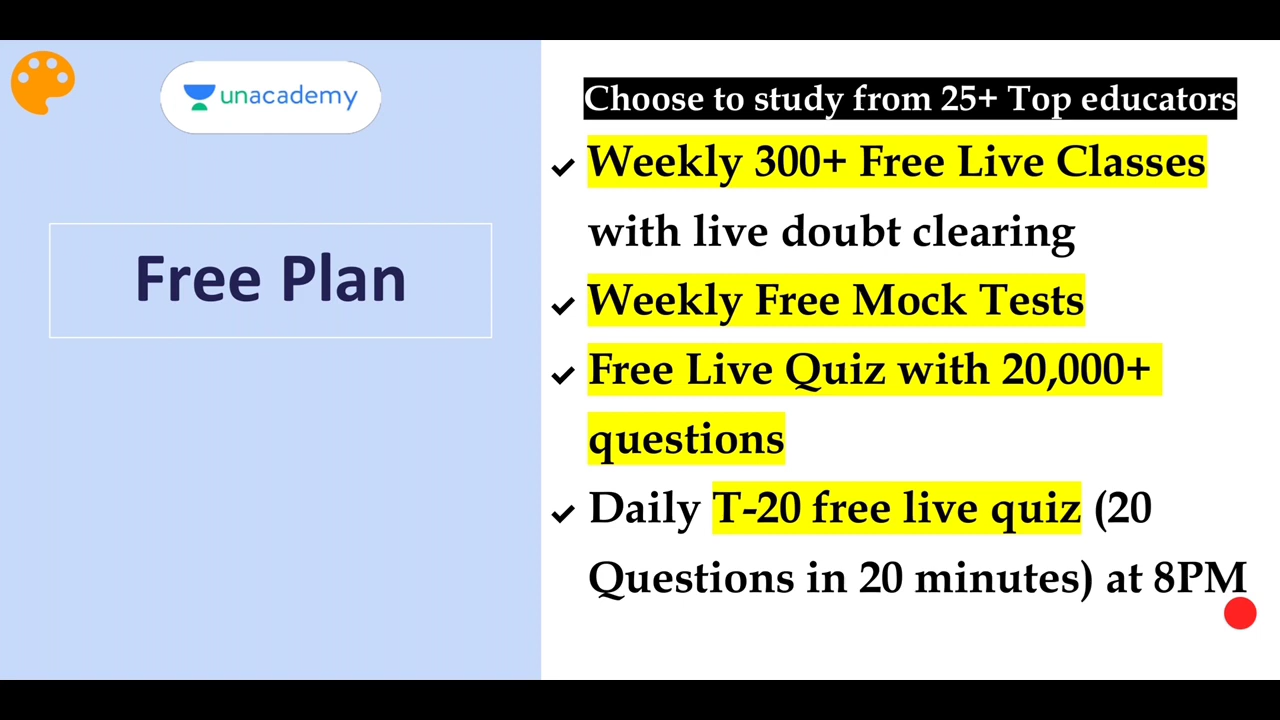 unacademy
Free Plan
Choose to study from 25+ Top educators
Weekly 300+ Free Live Classes
with live doubt clearing
Weekly Free Mock Tests
Free Live Quiz with 20,000+
questions
Daily T-20 free live quiz (20
Questions in 20 minutes) at 8PM